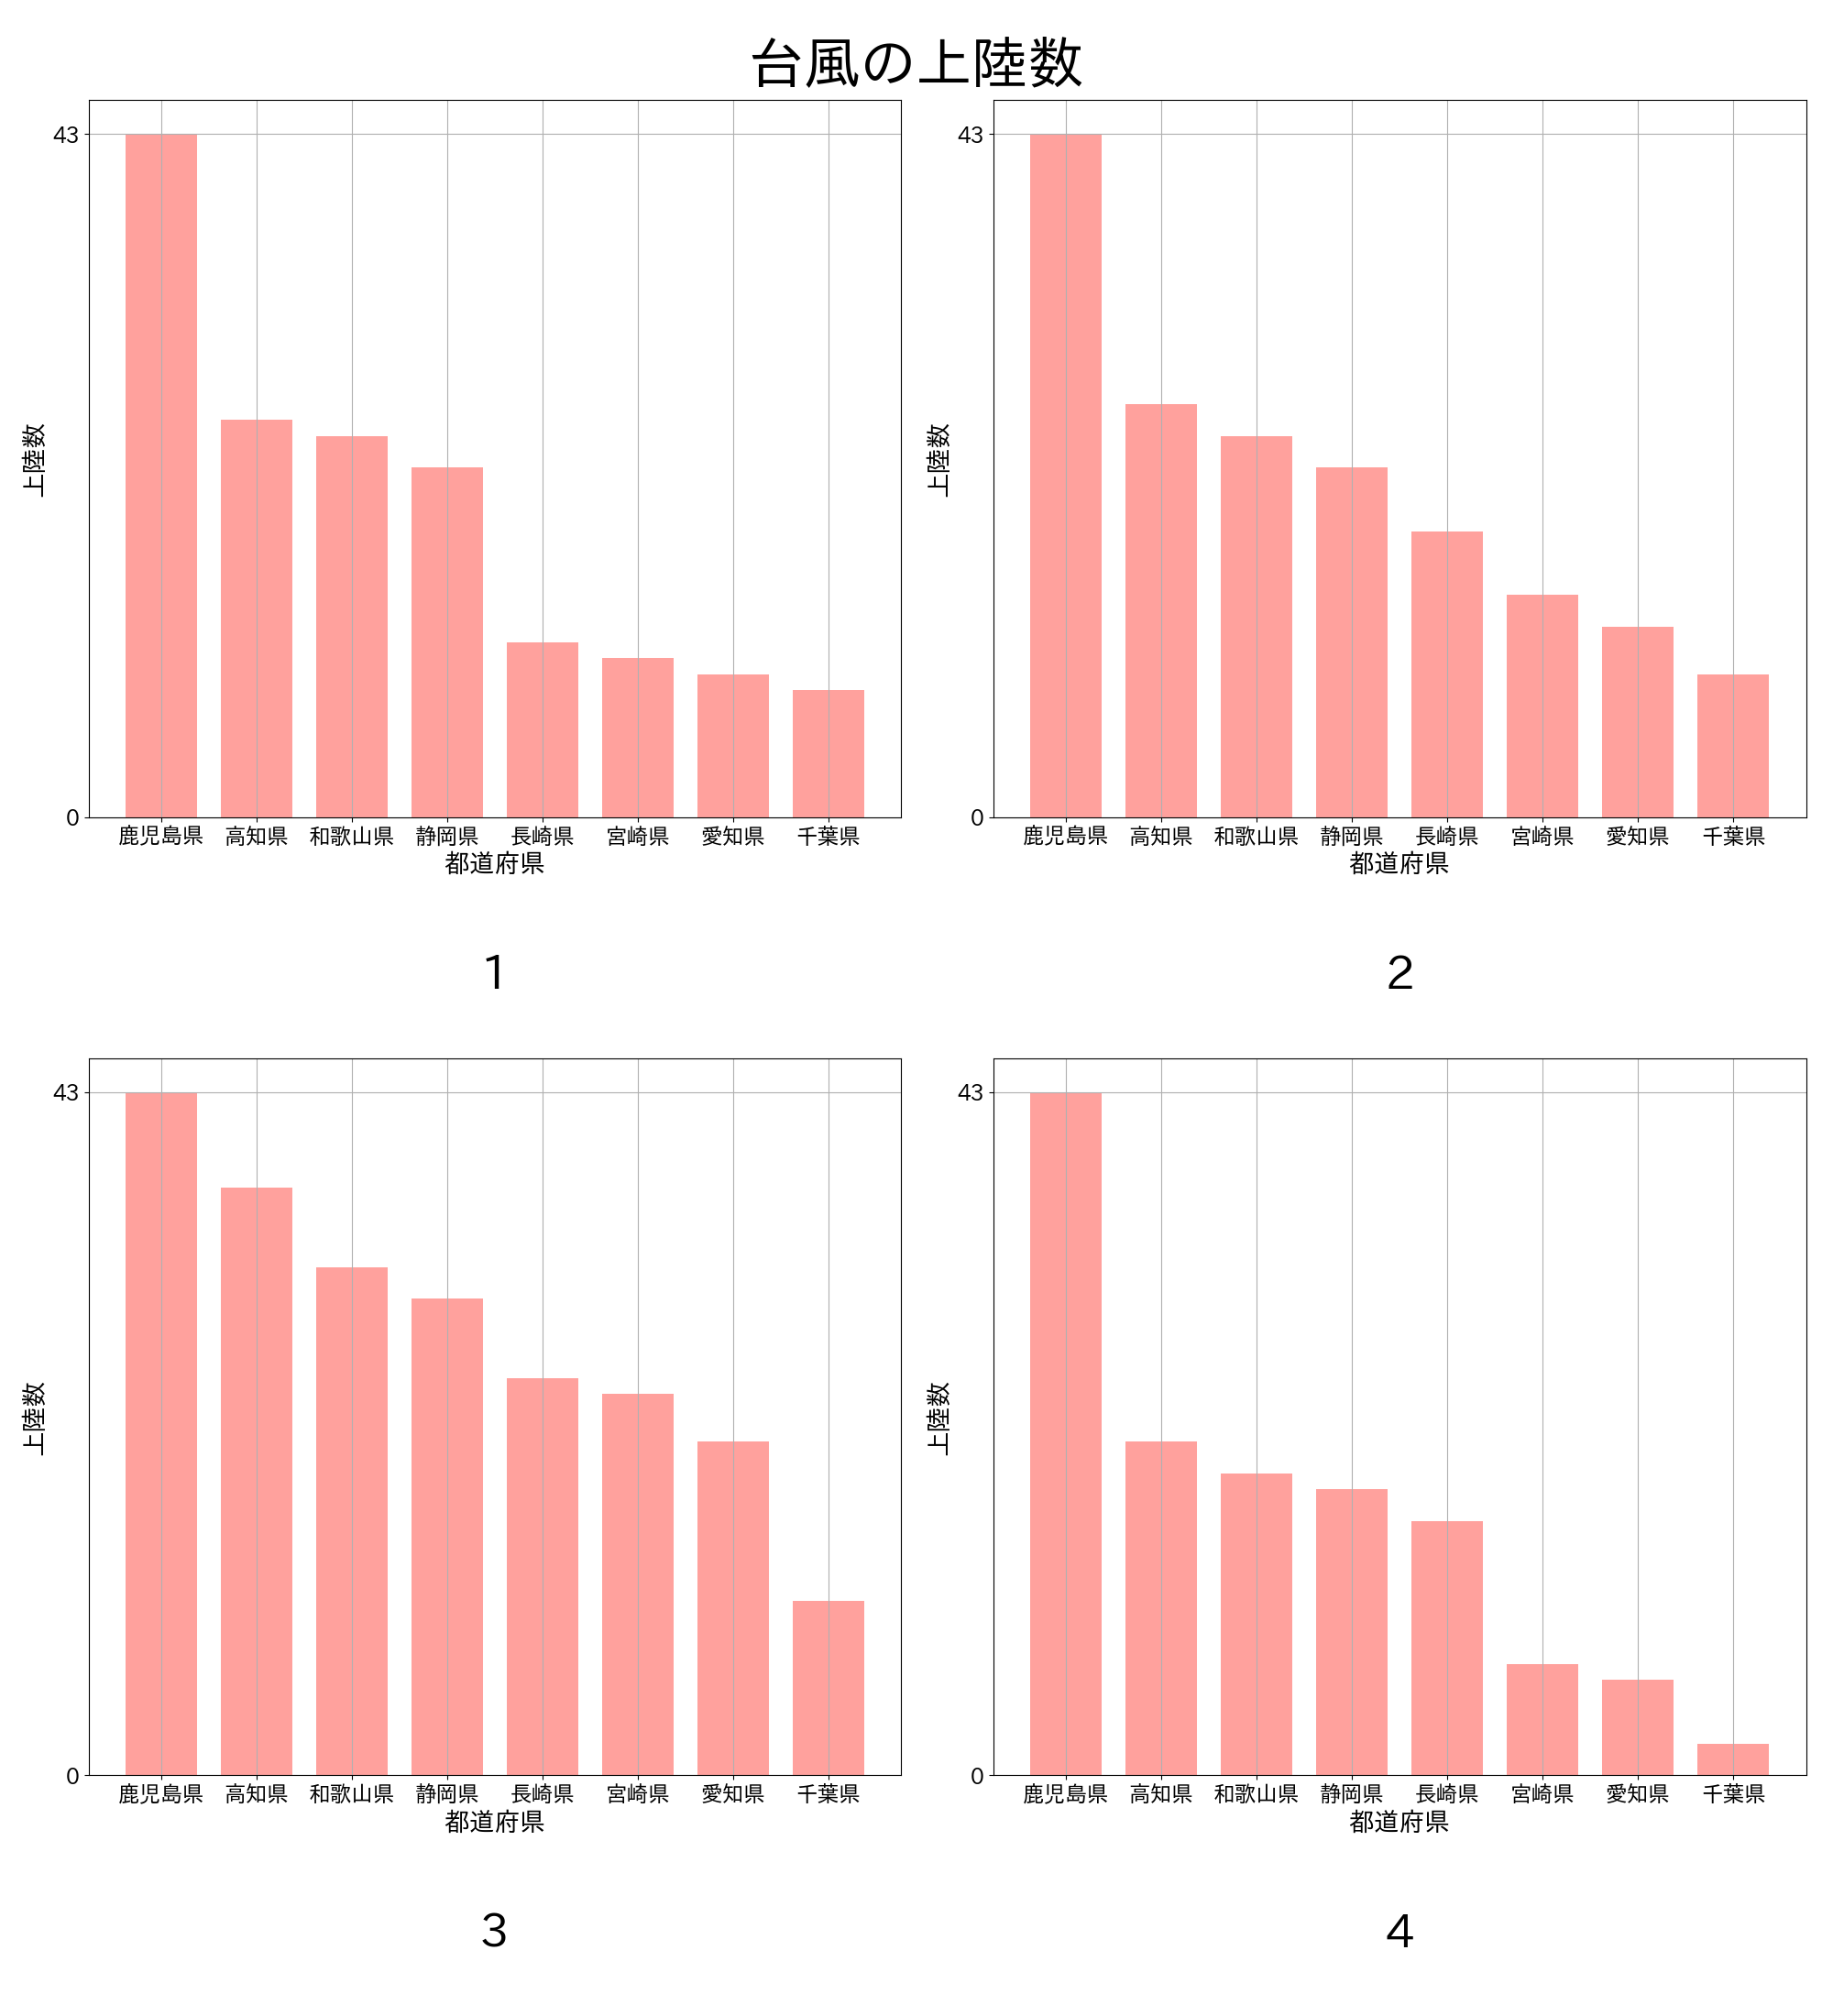 台風の上陸数
43
0
上陸数
鹿児島県 高知県 和歌山県 静岡県 長崎県 宮崎県 愛知県 千葉県
都道府県
1
43
0
上陸数
鹿児島県 高知県 和歌山県 静岡県 長崎県 宮崎県 愛知県 千葉県
都道府県
2
43
0
上陸数
鹿児島県 高知県 和歌山県 静岡県 長崎県 宮崎県 愛知県 千葉県
都道府県
3
43
0
上陸数
鹿児島県 高知県 和歌山県 静岡県 長崎県 宮崎県 愛知県 千葉県
都道府県
4